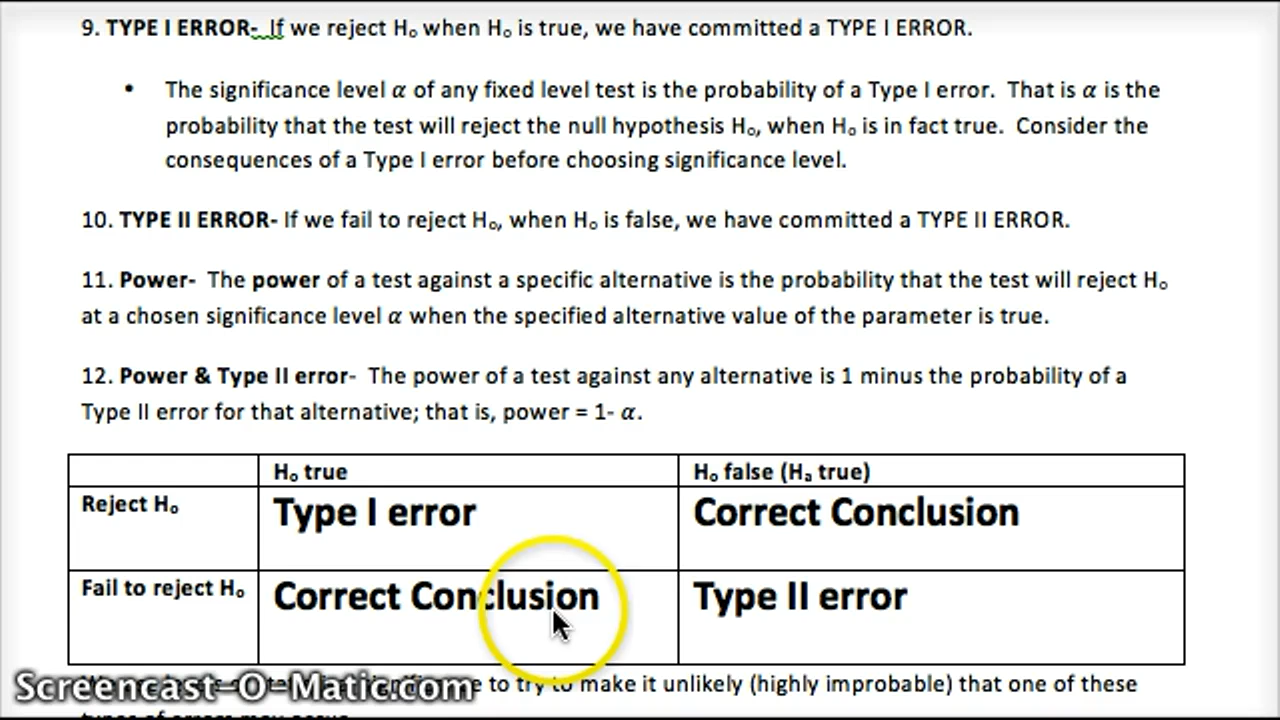 9. TYPE I ERROR- If we reject Hₒ when Hₒ is true, we have committed a TYPE I ERROR.
• The significance level α of any fixed level test is the probability of a Type I error. That is α is the
probability that the test will reject the null hypothesis Hₒ, when Hₒ is in fact true. Consider the
consequences of a Type I error before choosing significance level.
10. TYPE II ERROR- If we fail to reject Hₒ, when Hₒ is false, we have committed a TYPE II ERROR.
11. Power- The power of a test against a specific alternative is the probability that the test will reject Hₒ
at a chosen significance level α when the specified alternative value of the parameter is true.
12. Power & Type II error- The power of a test against any alternative is 1 minus the probability of a
Type II error for that alternative; that is, power = 1- α.
Hₒ true Hₒ false (Hₐ true)
Reject Hₒ Type I error Correct Conclusion
Fail to reject Hₒ Correct Conclusion Type II error
to try to make it unlikely (highly improbable) that one of these
Screencast-O-Matic.com